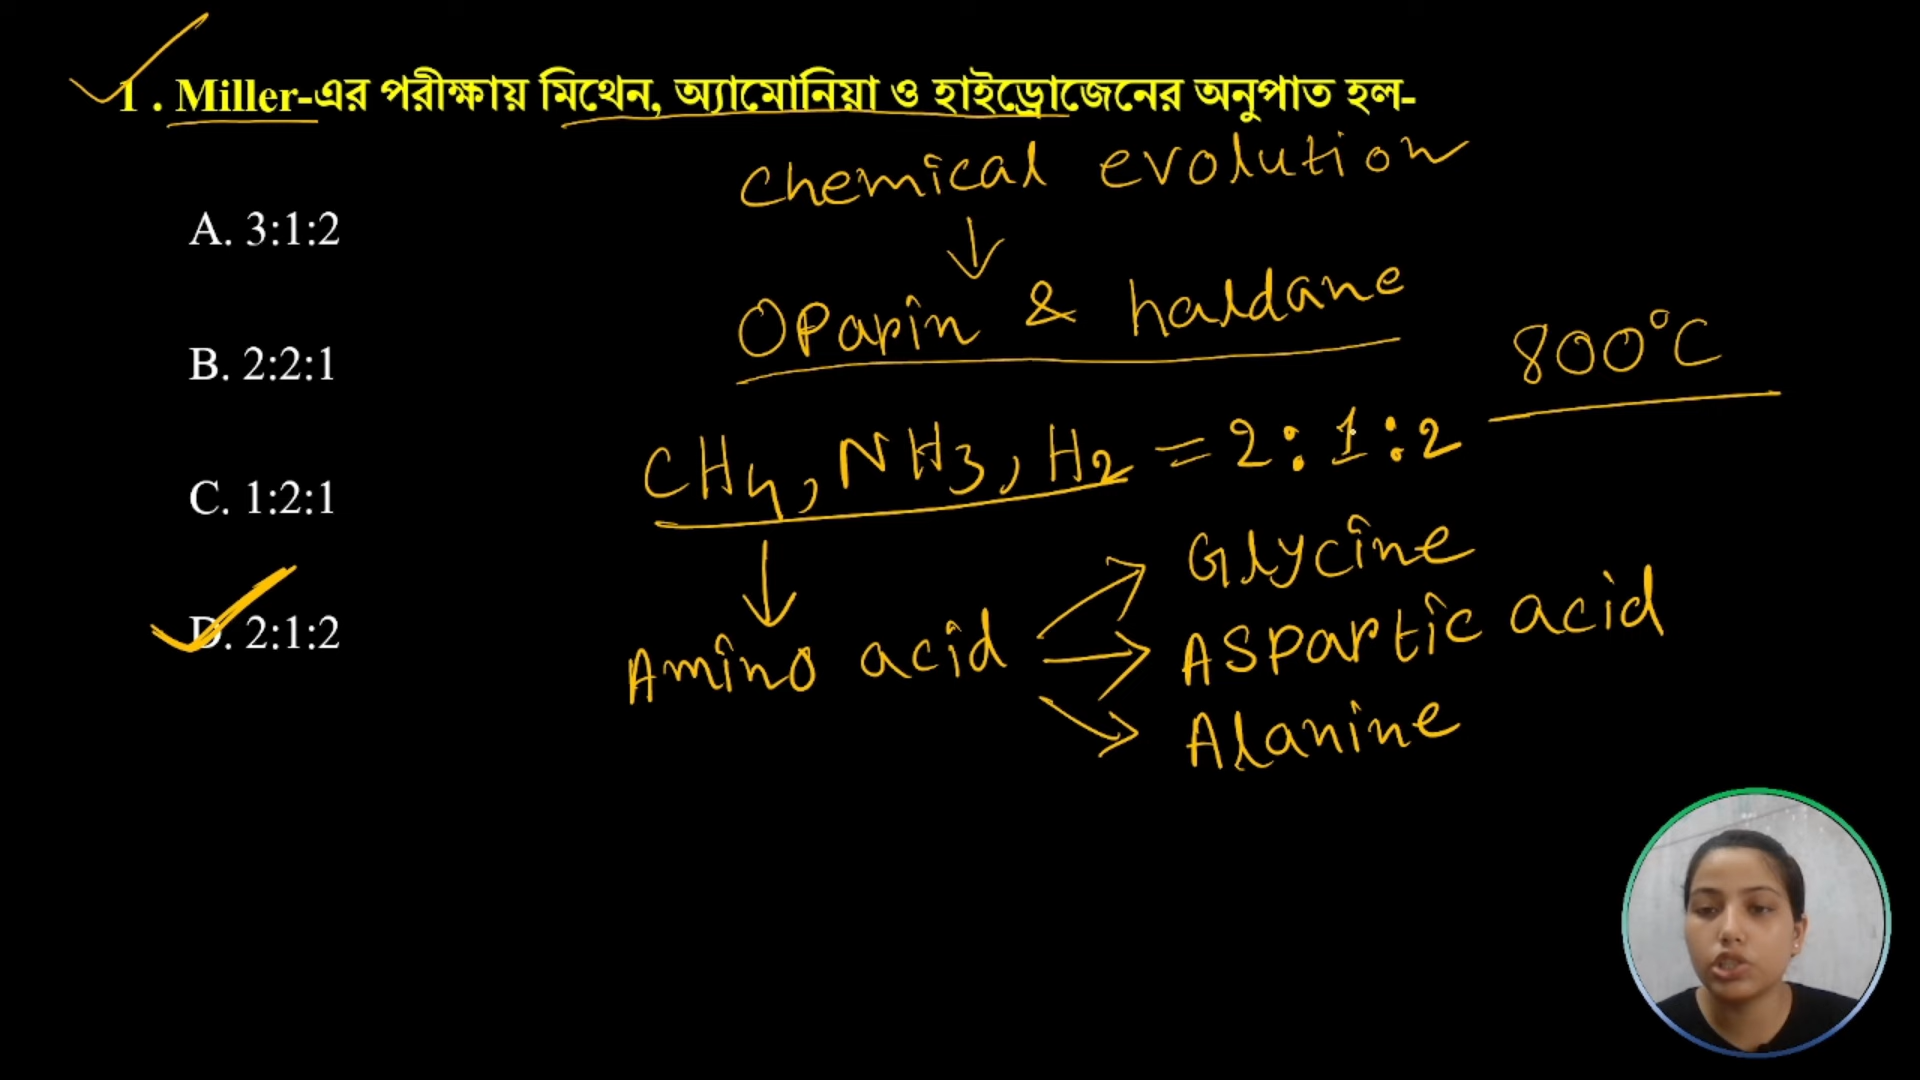 1 . Miller-এর পরীক্ষায় মিথেন, অ্যামোনিয়া ও হাইড্রোজেনের অনুপাত হল-
Chemical evolution
A. 3:1:2
Oparin & haldane
800°C
B. 2:2:1
CH4, NH3, H2 = 2:1:2
C. 1:2:1
Glycine
Amino acid
Aspartic acid
D. 2:1:2
Alanine